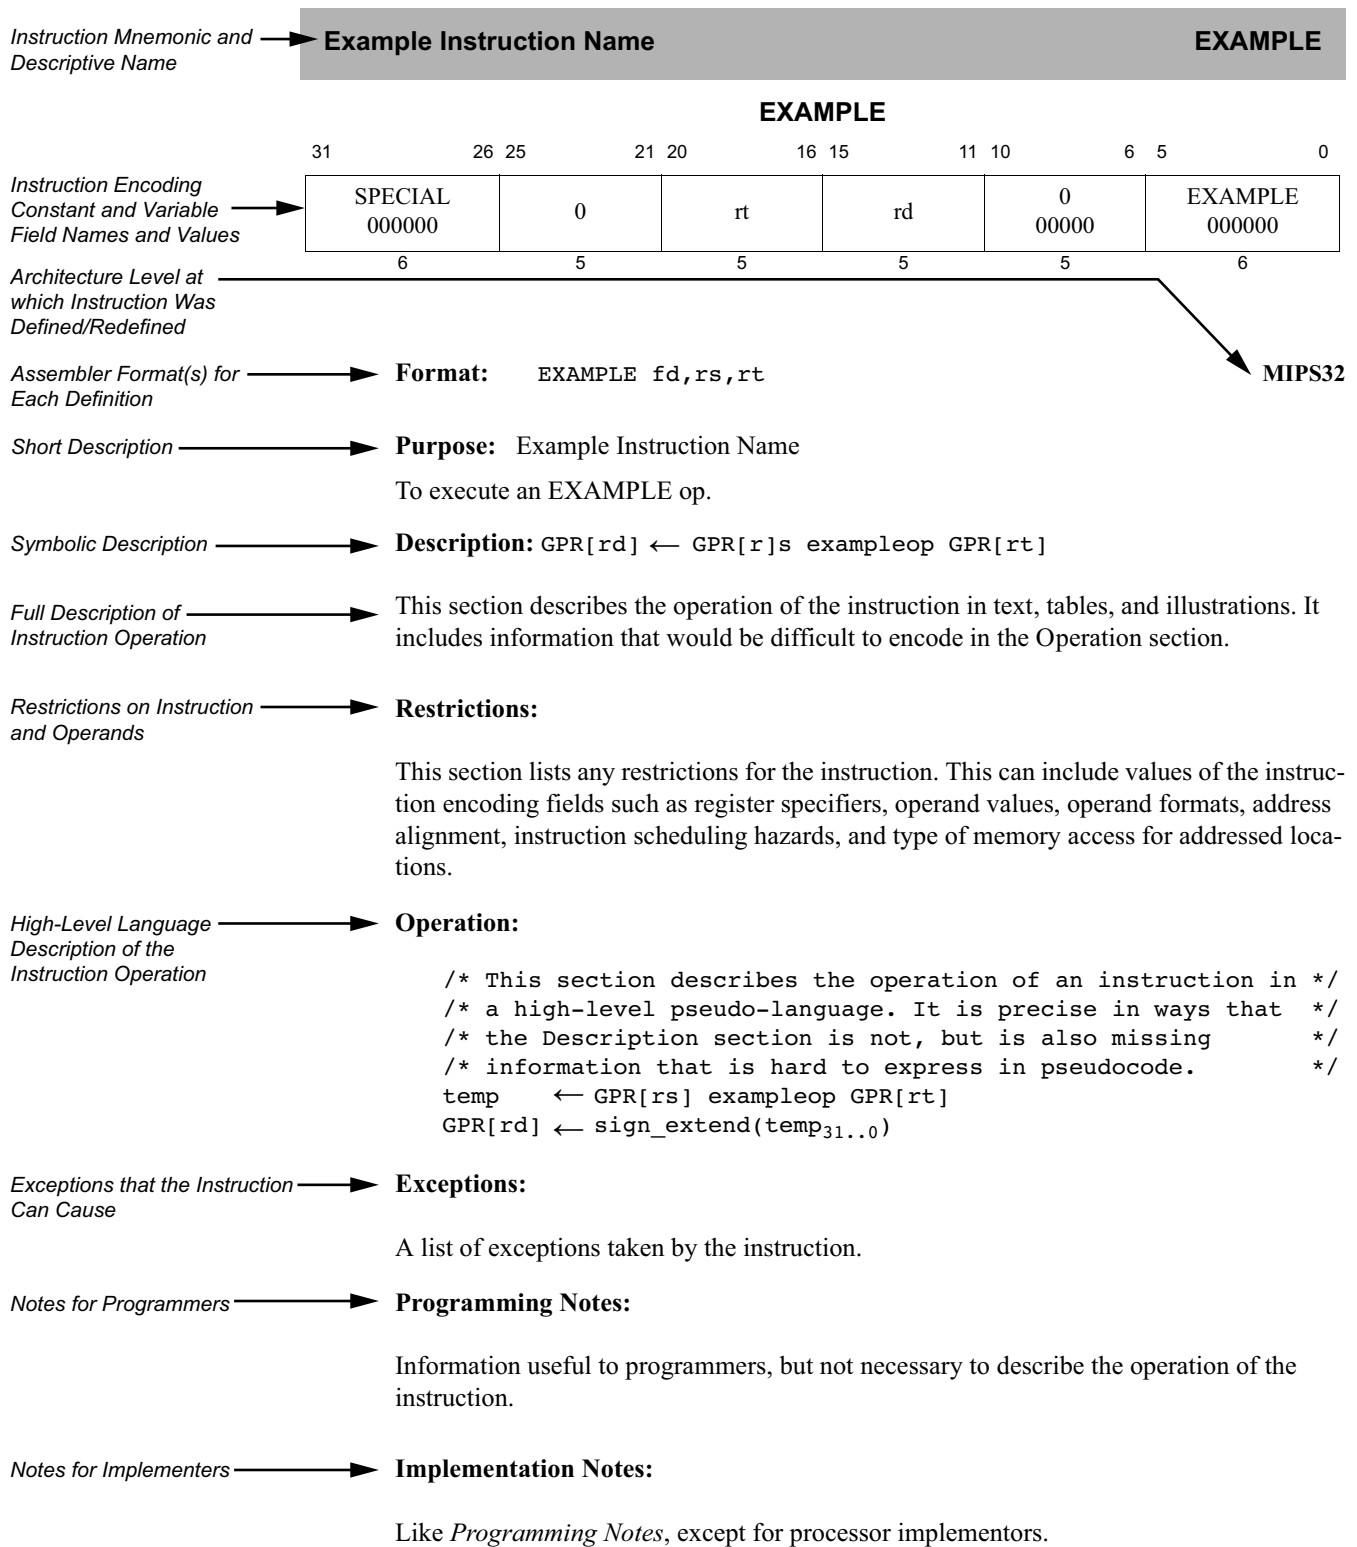 Instruction Mnemonic and
Descriptive Name
Example Instruction Name EXAMPLE
EXAMPLE
31 26 25 21 20 16 15 11 10 6 5 0
Instruction Encoding
Constant and Variable
Field Names and Values
SPECIAL
000000
0
rt
rd
0
00000
EXAMPLE
000000
6 5 5 5 5 6
Architecture Level at
which Instruction Was
Defined/Redefined
Assembler Format(s) for
Each Definition
Format: EXAMPLE fd,rs,rt MIPS32
Short Description
Purpose: Example Instruction Name
To execute an EXAMPLE op.
Symbolic Description
Description: GPR[rd] ← GPR[r]s exampleop GPR[rt]
Full Description of
Instruction Operation
This section describes the operation of the instruction in text, tables, and illustrations. It
includes information that would be difficult to encode in the Operation section.
Restrictions on Instruction
and Operands
Restrictions:
This section lists any restrictions for the instruction. This can include values of the instruc-
tion encoding fields such as register specifiers, operand values, operand formats, address
alignment, instruction scheduling hazards, and type of memory access for addressed loca-
tions.
High-Level Language
Description of the
Instruction Operation
Operation:
/* This section describes the operation of an instruction in */
/* a high-level pseudo-language. It is precise in ways that */
/* the Description section is not, but is also missing */
/* information that is hard to express in pseudocode. */
temp ← GPR[rs] exampleop GPR[rt]
GPR[rd] ← sign_extend(temp31..0)
Exceptions that the Instruction
Can Cause
Exceptions:
A list of exceptions taken by the instruction.
Notes for Programmers
Programming Notes:
Information useful to programmers, but not necessary to describe the operation of the
instruction.
Notes for Implementers
Implementation Notes:
Like Programming Notes, except for processor implementors.